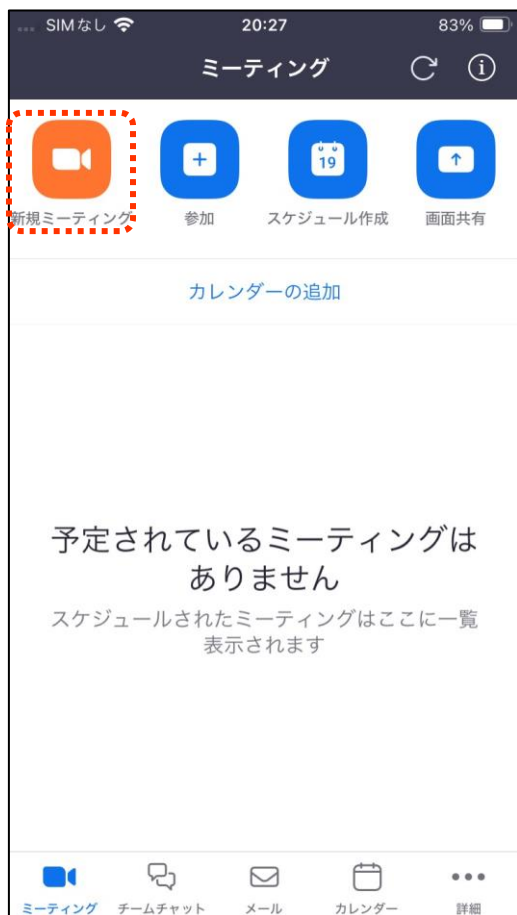 SIMなし 20:27 83%
ミーティング
19
新規ミーティング 参加 スケジュール作成 画面共有
カレンダーの追加
予定されているミーティングは
ありません
スケジュールされたミーティングはここに一覧
表示されます
ミーティング チームチャット メール カレンダー 詳細